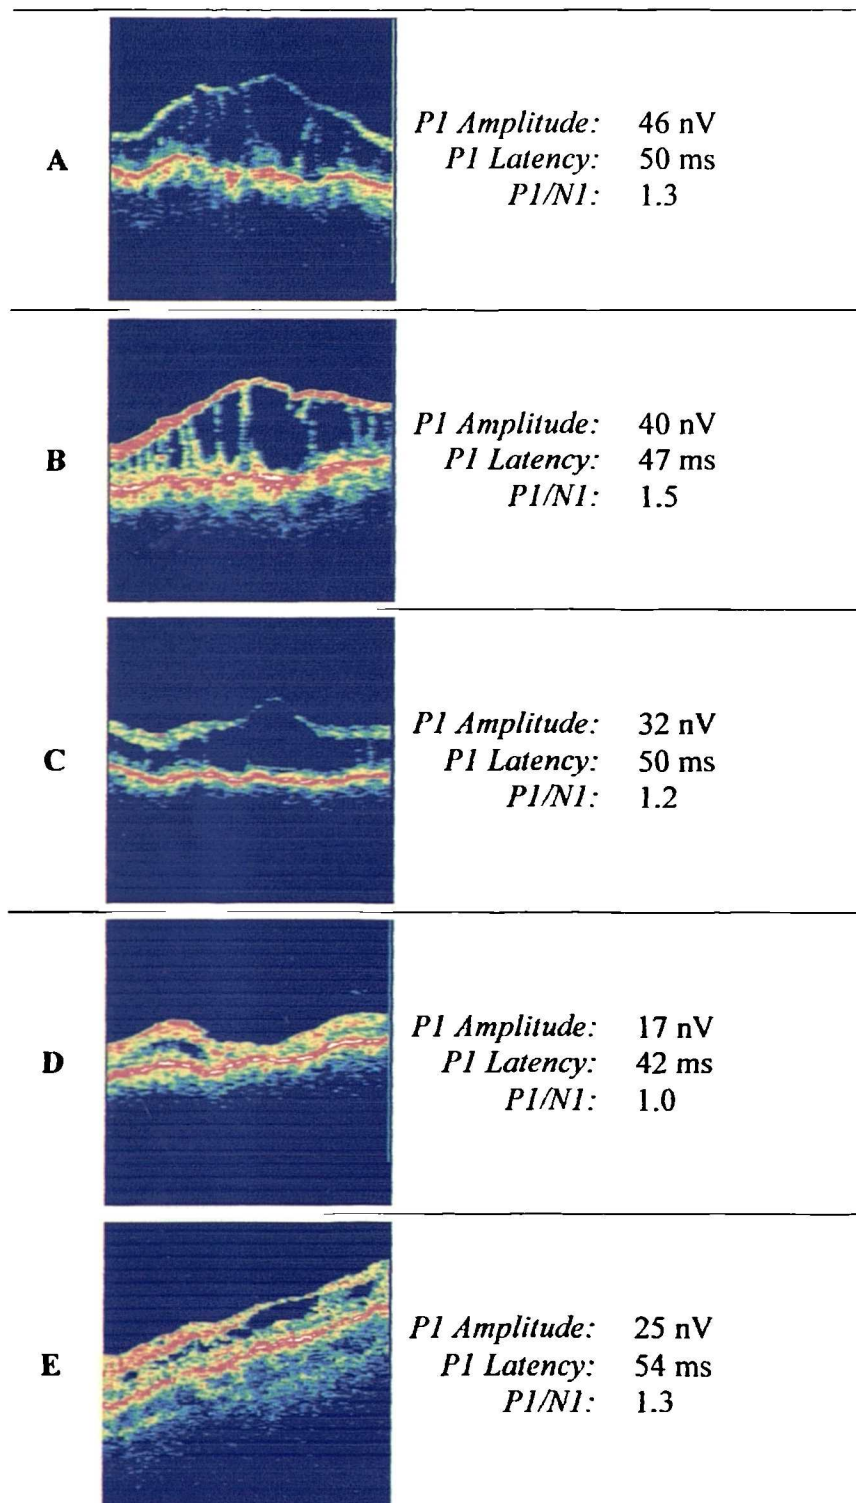 A
P1 Amplitude: 46 nV
P1 Latency: 50 ms
P1/N1: 1.3
B
P1 Amplitude: 40 nV
P1 Latency: 47 ms
P1/N1: 1.5
C
P1 Amplitude: 32 nV
P1 Latency: 50 ms
P1/N1: 1.2
D
P1 Amplitude: 17 nV
P1 Latency: 42 ms
P1/N1: 1.0
E
P1 Amplitude: 25 nV
P1 Latency: 54 ms
P1/N1: 1.3